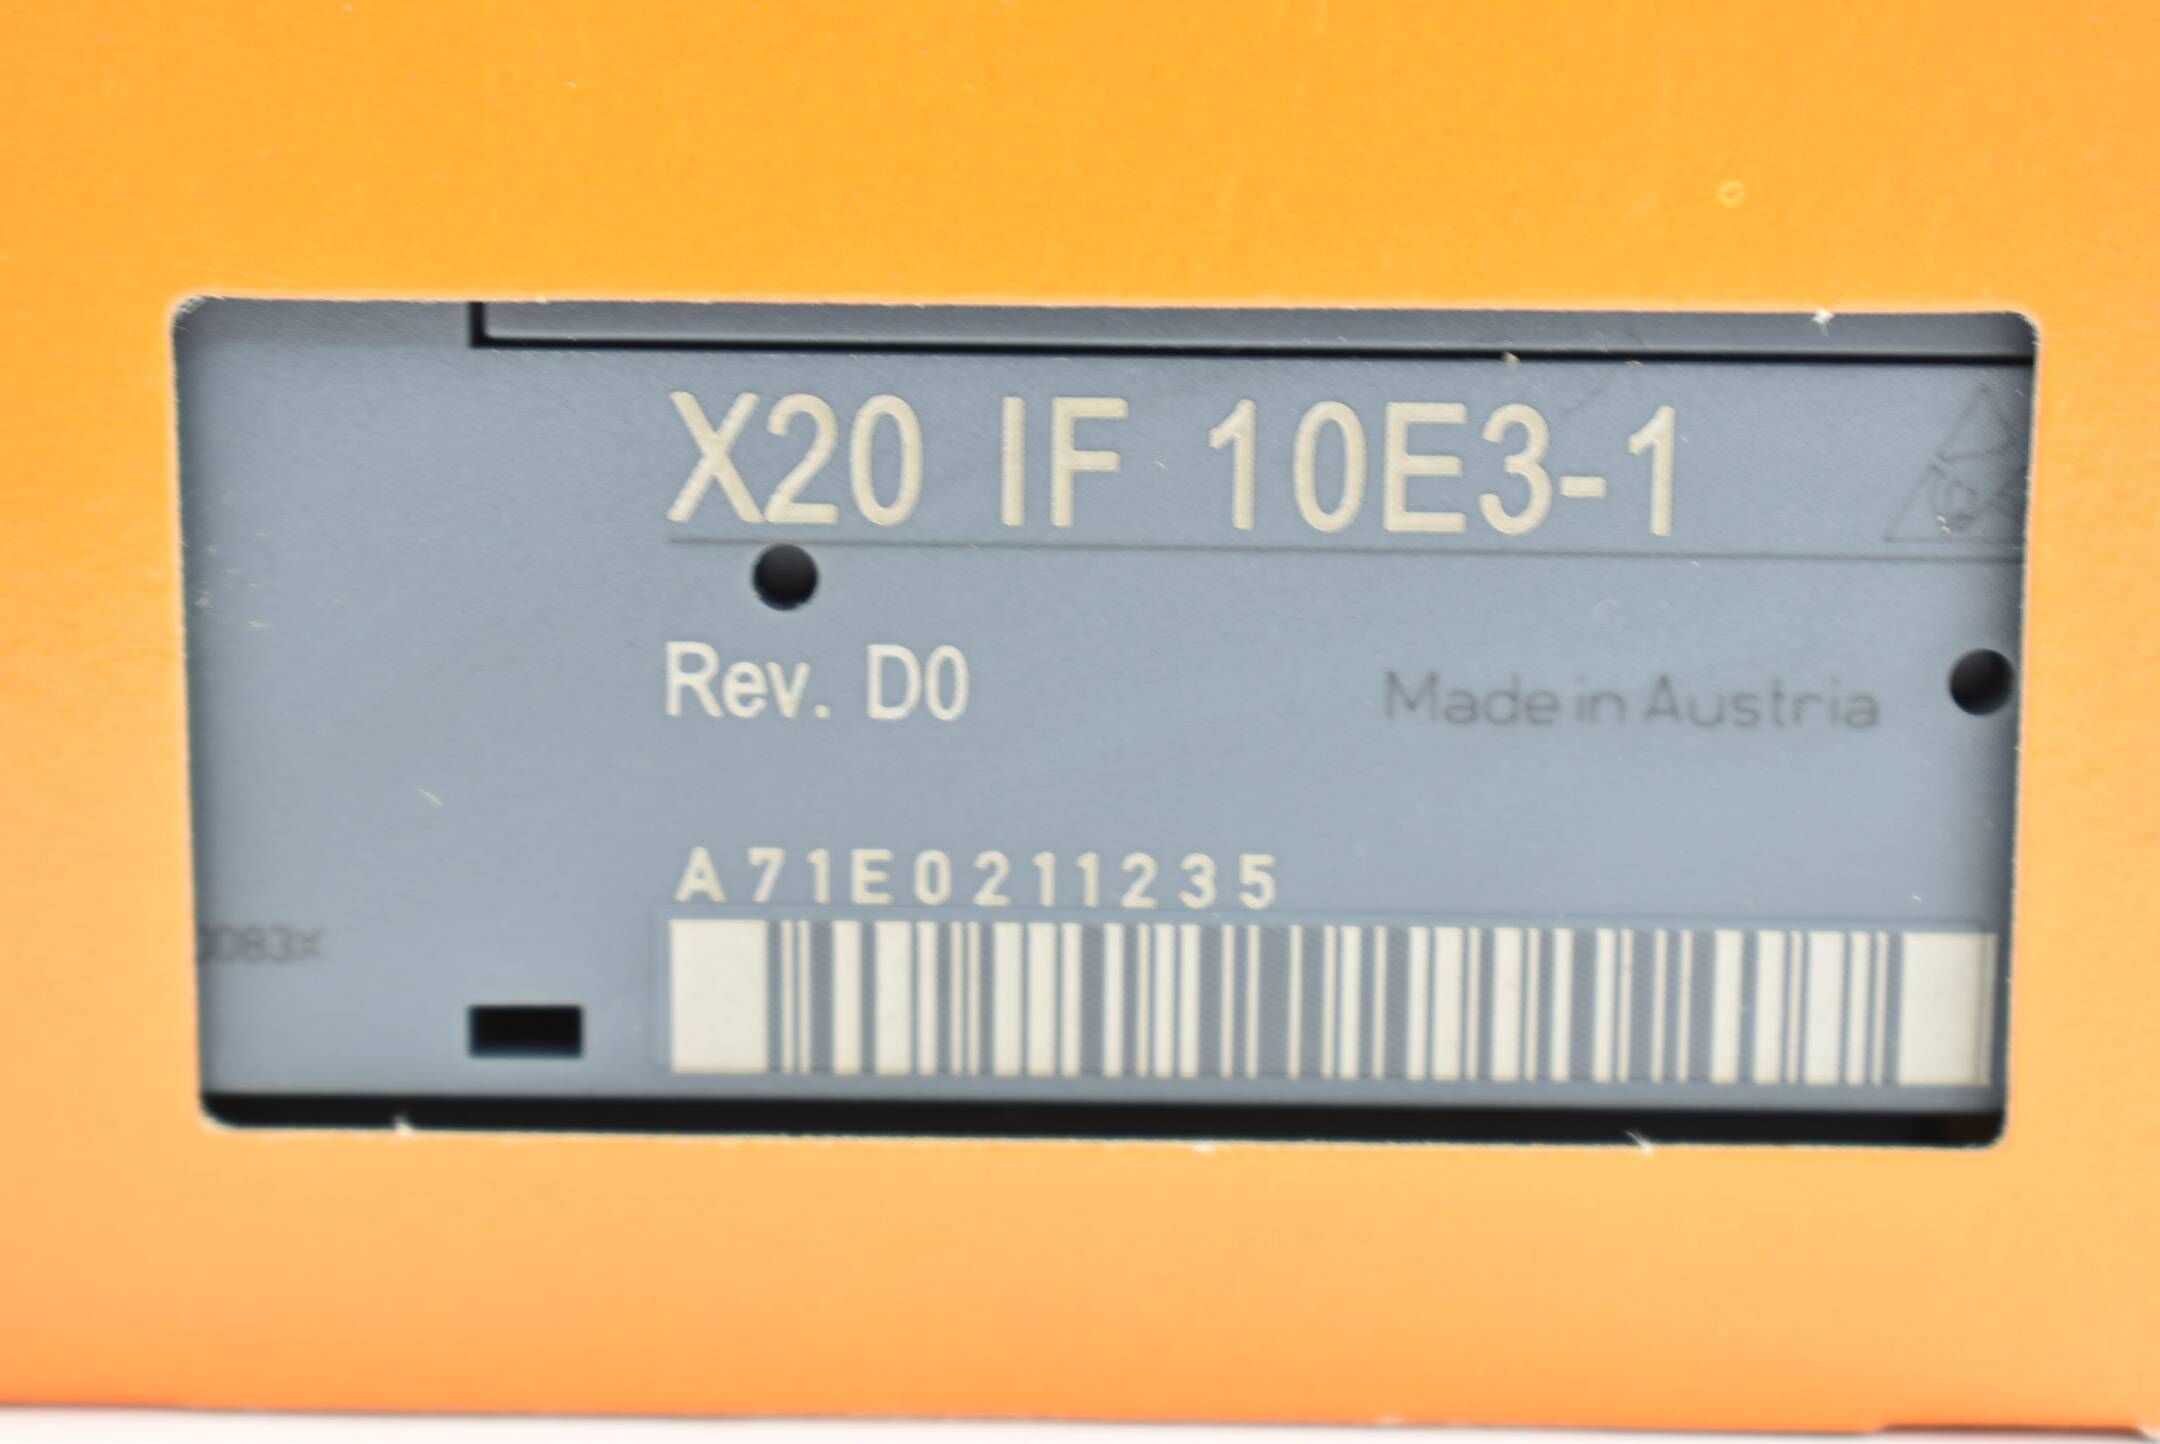 X20 IF 10E3-1
Rev. D0
Made in Austria
A71E0211235